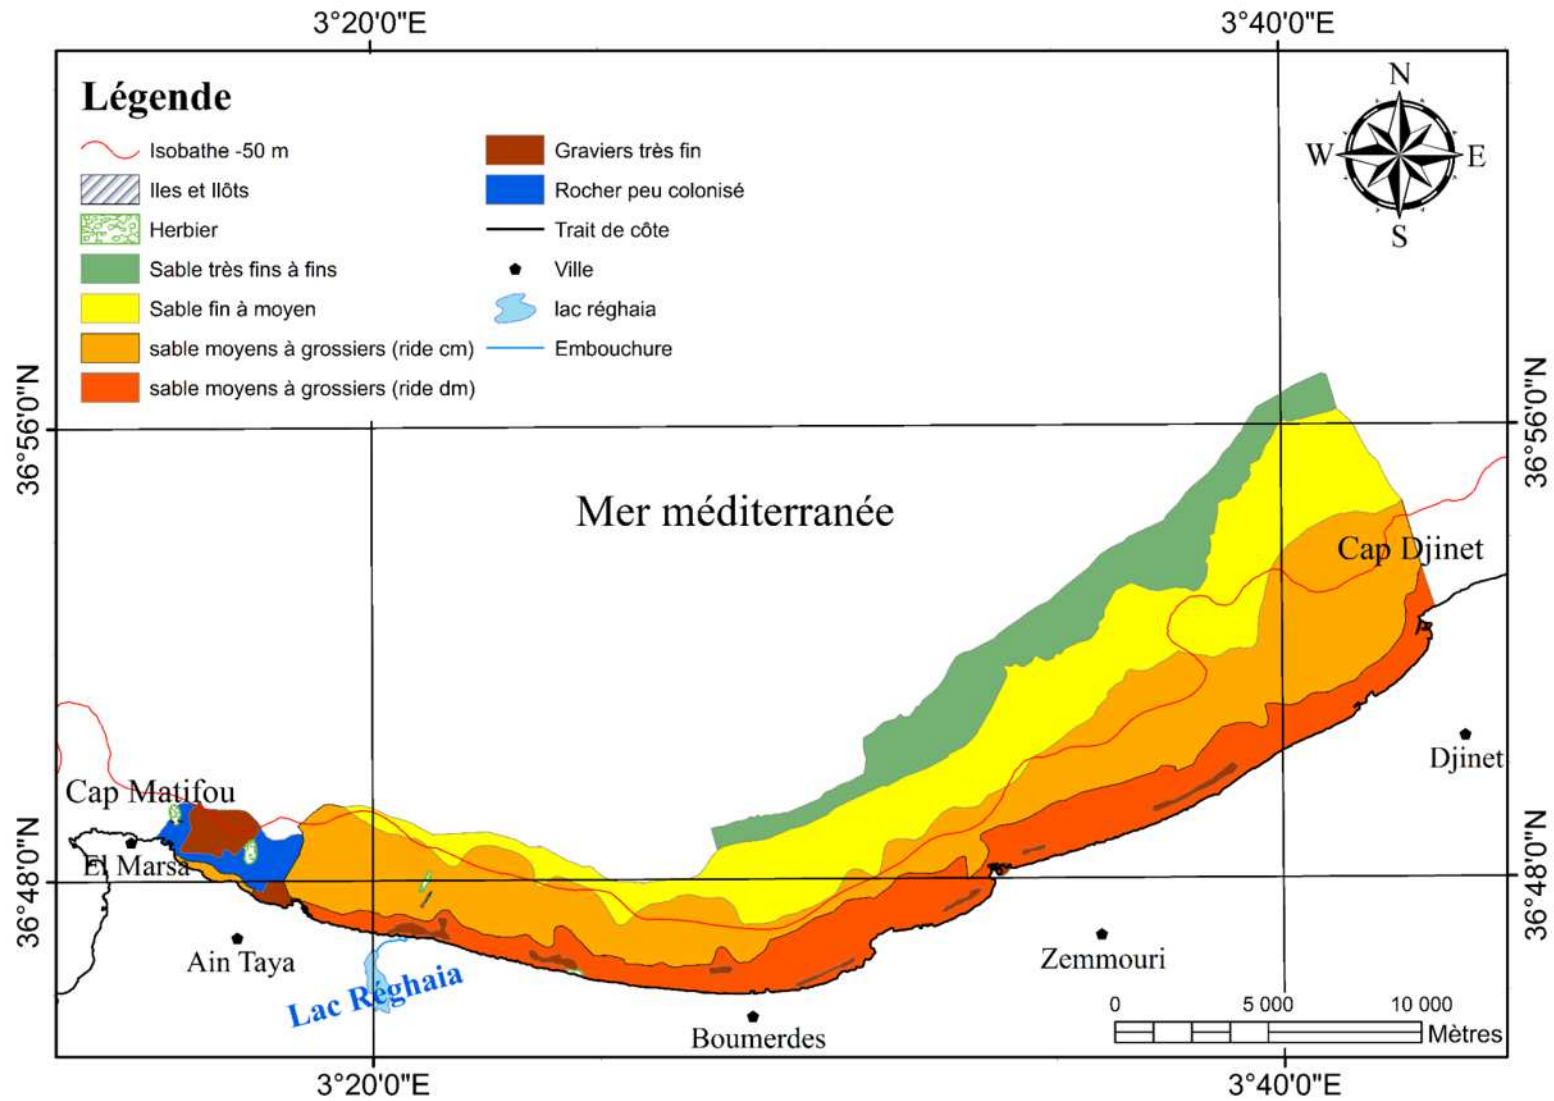 3°20'0"E
3°40'0"E
Légende
Isobathe -50 m
Iles et Ilôts
Herbier
Sable très fins à fins
Sable fin à moyen
sable moyens à grossiers (ride cm)
sable moyens à grossiers (ride dm)
Graviers très fin
Rocher peu colonisé
Trait de côte
Ville
lac réghaia
Embouchure
N
W
E
S
36°56'0"N
36°56'0"N
Mer méditerranée
Cap Djinet
Djinet
Cap Matifou
El Marsa
36°48'0"N
36°48'0"N
Ain Taya
Lac Réghaia
Zemmouri
Boumerdes
0
5 000
10 000
Mètres
3°20'0"E
3°40'0"E